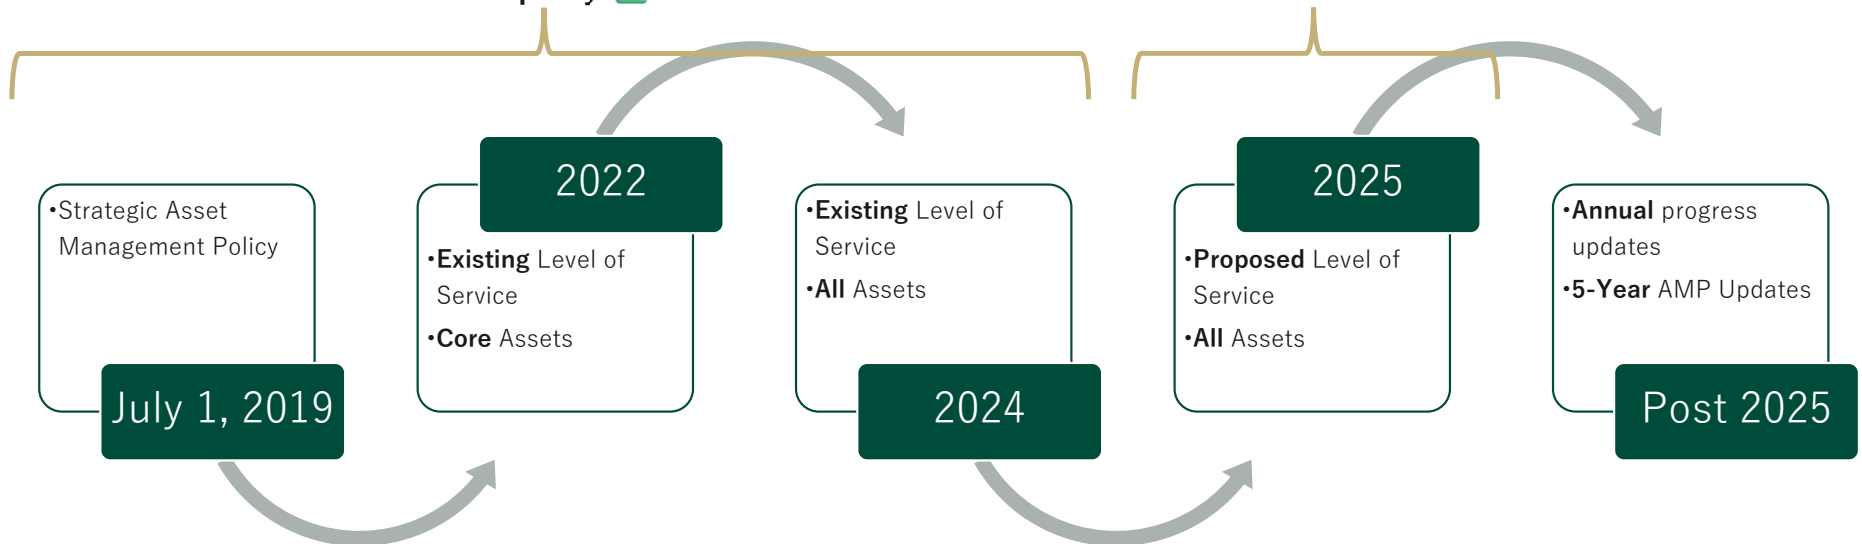 •Strategic Asset
Management Policy
July 1, 2019
2022
•Existing Level of
Service
•Core Assets
•Existing Level of
Service
•All Assets
2024
2025
•Proposed Level of
Service
•All Assets
•Annual progress
updates
•5-Year AMP Updates
Post 2025